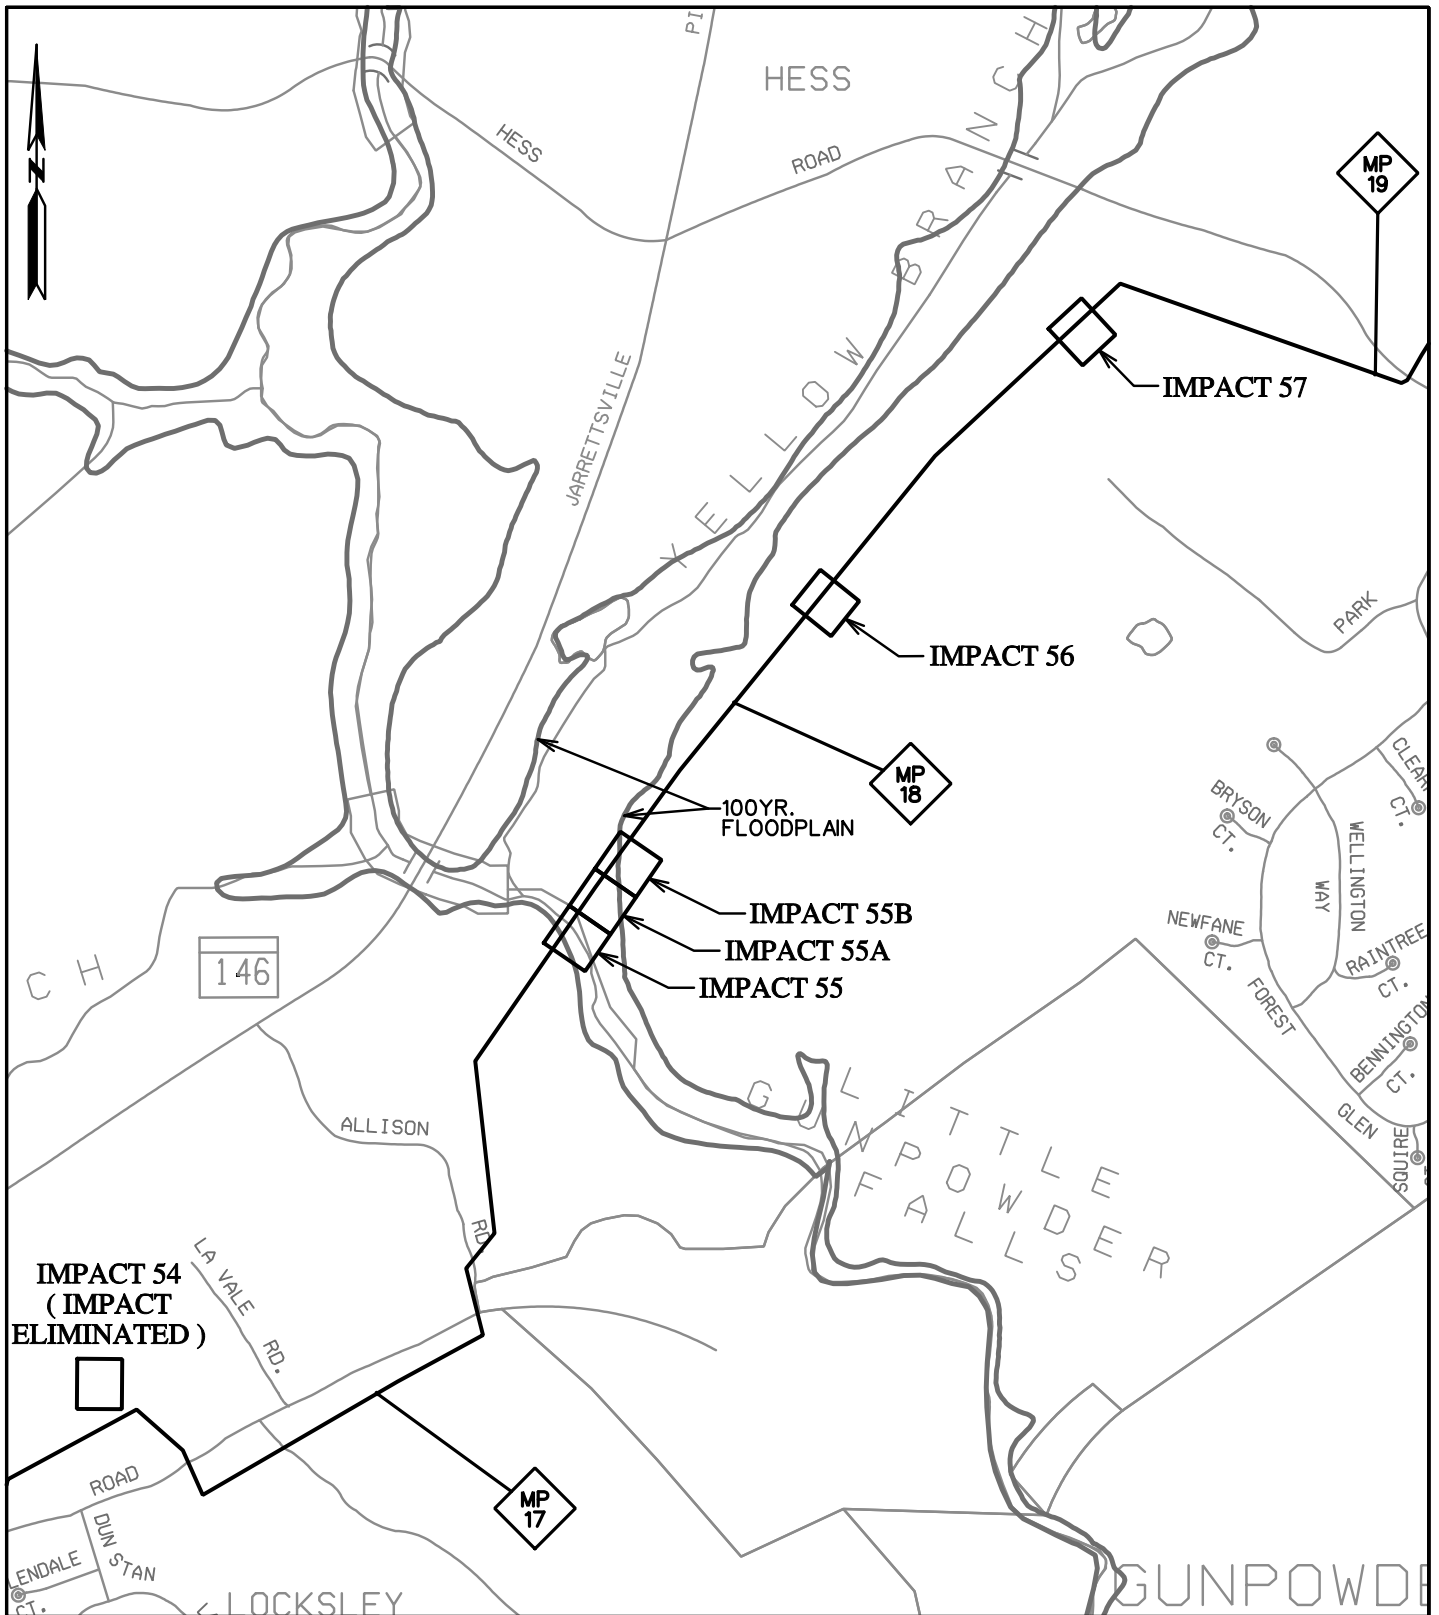 PI
HESS
HESS
ROAD
MP
19
N
YELLOW BRANCH
IMPACT 57
JARRETTSVILLE
PARK
IMPACT 56
MP
18
100YR.
FLOODPLAIN
BRYSON
CT.
CLEAR
CT.
WELLINGTON
WAY
IMPACT 55B
IMPACT 55A
IMPACT 55
NEWFANE
CT.
RAINTREE
CT.
FOREST
CH
146
BENNINGTON
CT.
GLEN
SQUIRE
LITTLE
GUNPOWDER
FALLS
ALLISON
RD.
LA VALE
RD.
IMPACT 54
( IMPACT
ELIMINATED )
ROAD
MP
17
DUN STAN
LENDALE
CT.
LOCKSLEY
GUNPOWDE